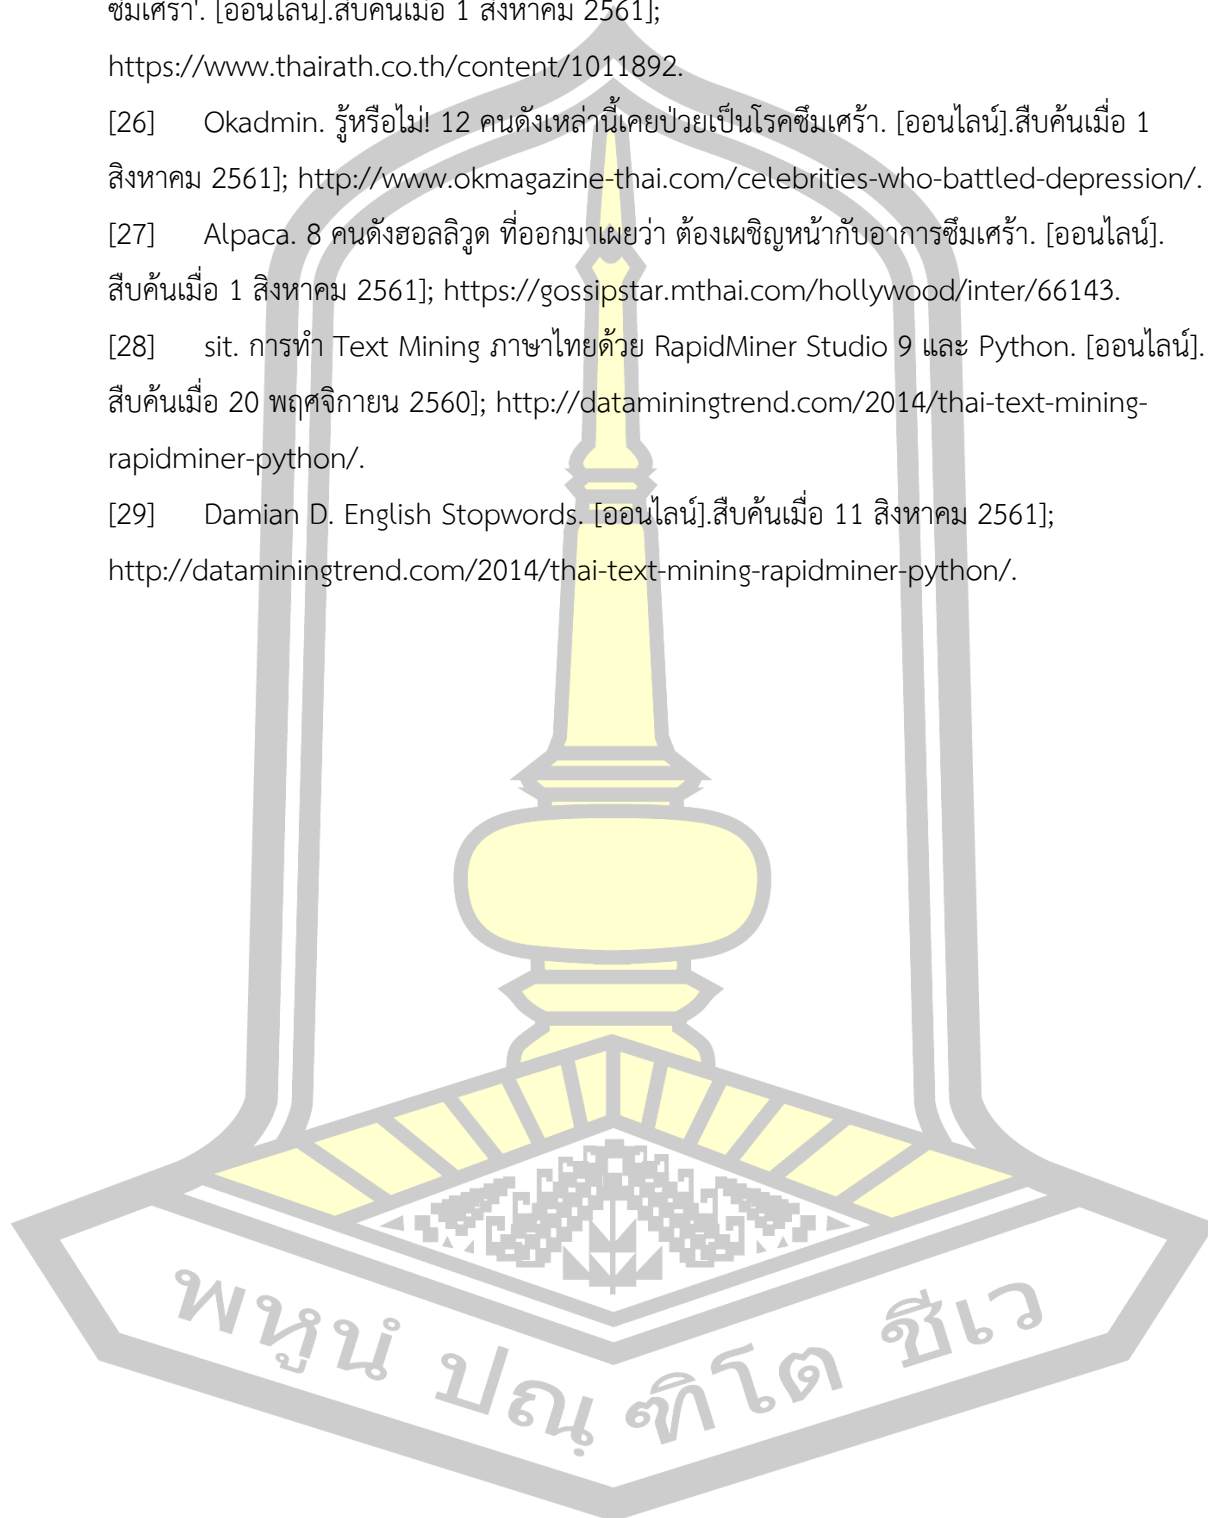 ซึมเศร้า'. [ออนไลน์].สืบค้นเมื่อ 1 สิงหาคม 2561];
https://www.thairath.co.th/content/1011892.
[26] Okadmin. รู้หรือไม่! 12 คนดังเหล่านี้เคยป่วยเป็นโรคซึมเศร้า. [ออนไลน์].สืบค้นเมื่อ 1
สิงหาคม 2561]; http://www.okmagazine-thai.com/celebrities-who-battled-depression/.
[27] Alpaca. 8 คนดังฮอลลิวูด ที่ออกมาเผยว่า ต้องเผชิญหน้ากับอาการซึมเศร้า. [ออนไลน์].
สืบค้นเมื่อ 1 สิงหาคม 2561]; https://gossipstar.mthai.com/hollywood/inter/66143.
[28] sit. การทำ Text Mining ภาษาไทยด้วย RapidMiner Studio 9 และ Python. [ออนไลน์].
สืบค้นเมื่อ 20 พฤศจิกายน 2560]; http://dataminingtrend.com/2014/thai-text-mining-
rapidminer-python/.
[29] Damian D. English Stopwords. [ออนไลน์].สืบค้นเมื่อ 11 สิงหาคม 2561];
http://dataminingtrend.com/2014/thai-text-mining-rapidminer-python/.
พหูนํ ปณฺฑิโต ชีเว